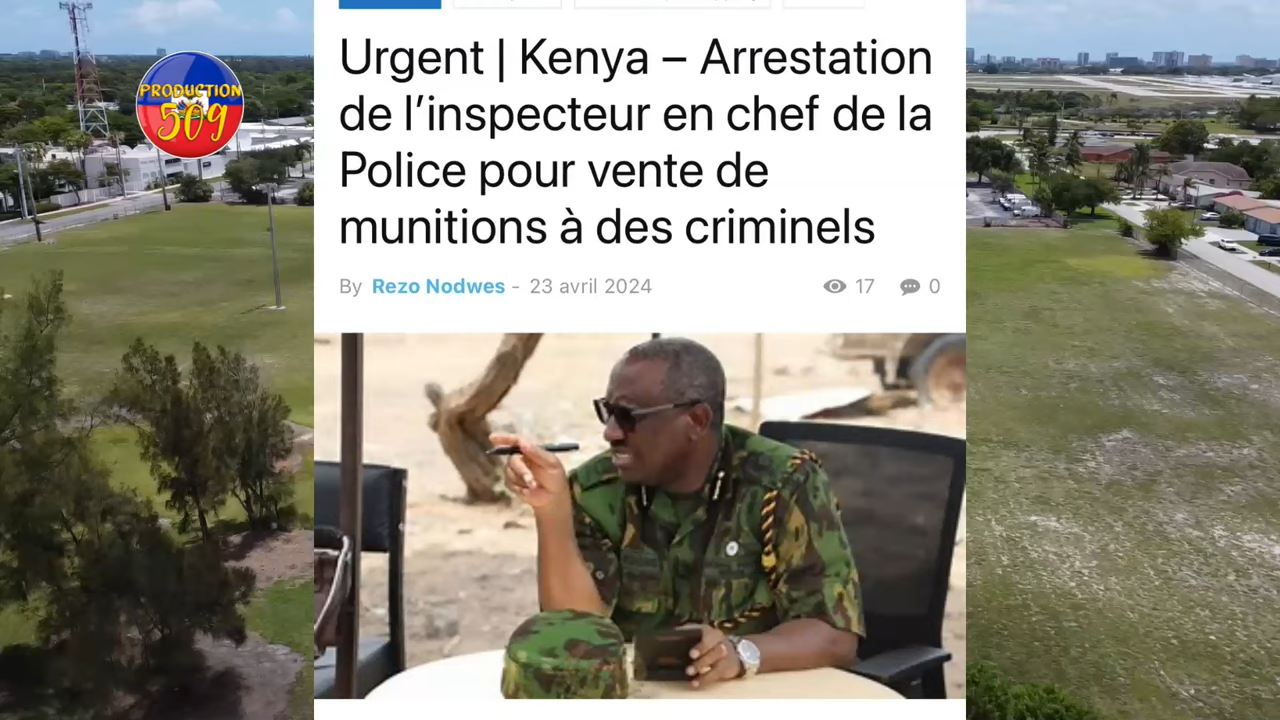 PRODUCTION
509
Urgent | Kenya – Arrestation
de l’inspecteur en chef de la
Police pour vente de
munitions à des criminels
By Rezo Nodwes - 23 avril 2024 17 0